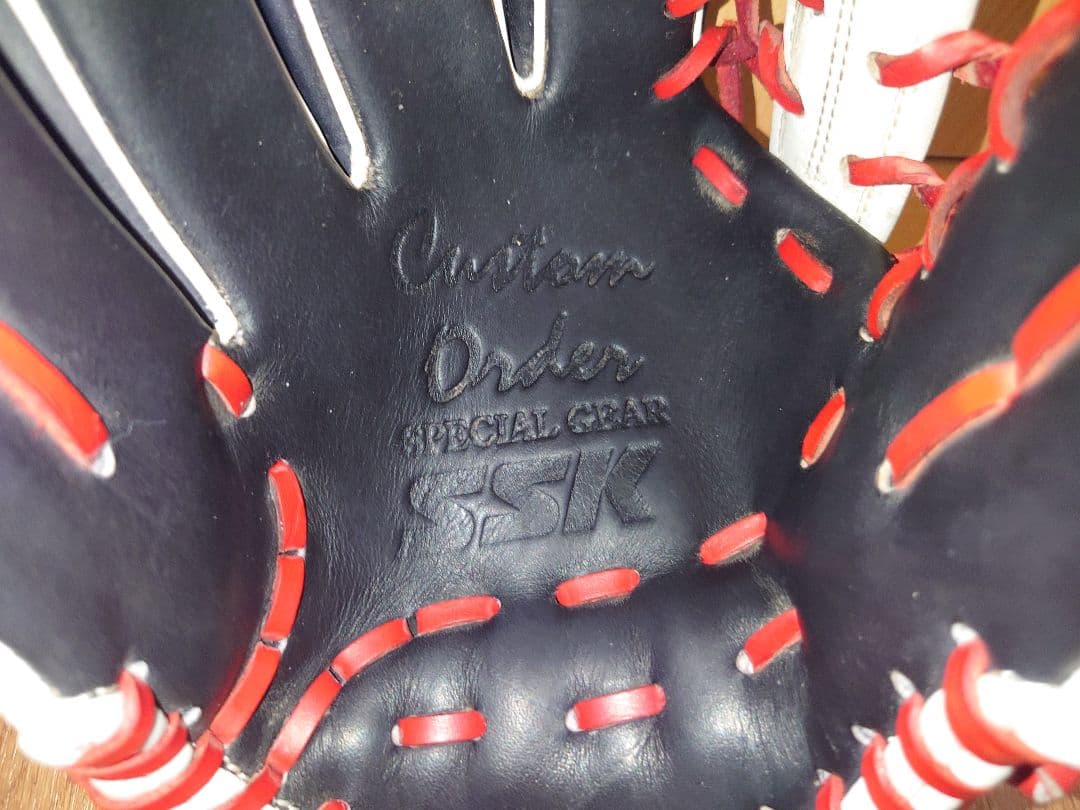 Custom
Order
SPECIAL GEAR
SSK